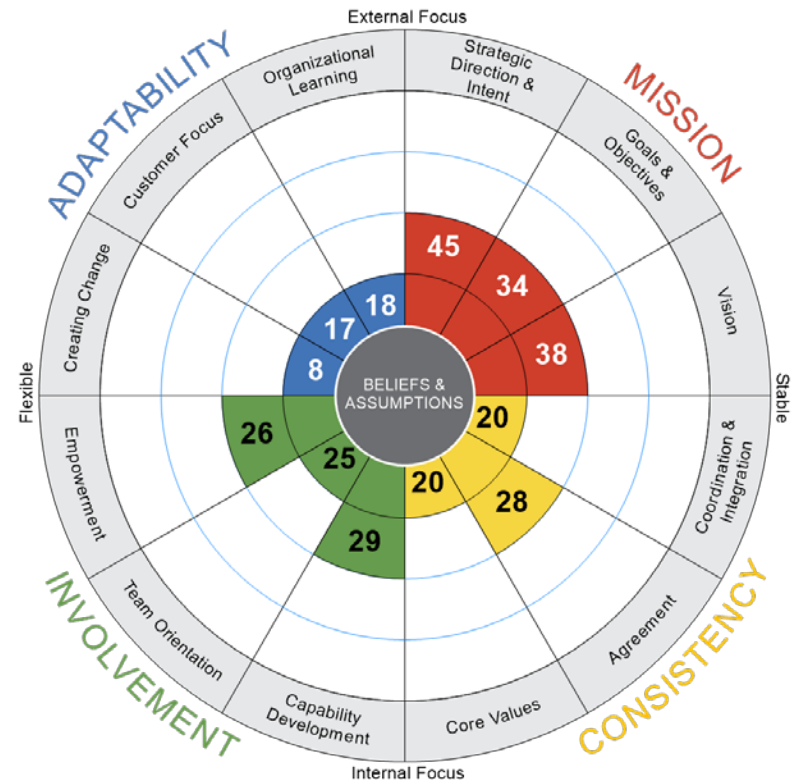 External Focus
ADAPTABILITY
MISSION
Organizational
Learning
Strategic
Direction &
Intent
Customer Focus
Goals &
Objectives
Creating Change
Vision
45
34
38
18
17
8
BELIEFS &
ASSUMPTIONS
Flexible
Stable
26
25
29
20
28
20
Empowerment
Coordination &
Integration
Team Orientation
Agreement
Capability
Development
Core Values
INVOLVEMENT
CONSISTENCY
Internal Focus